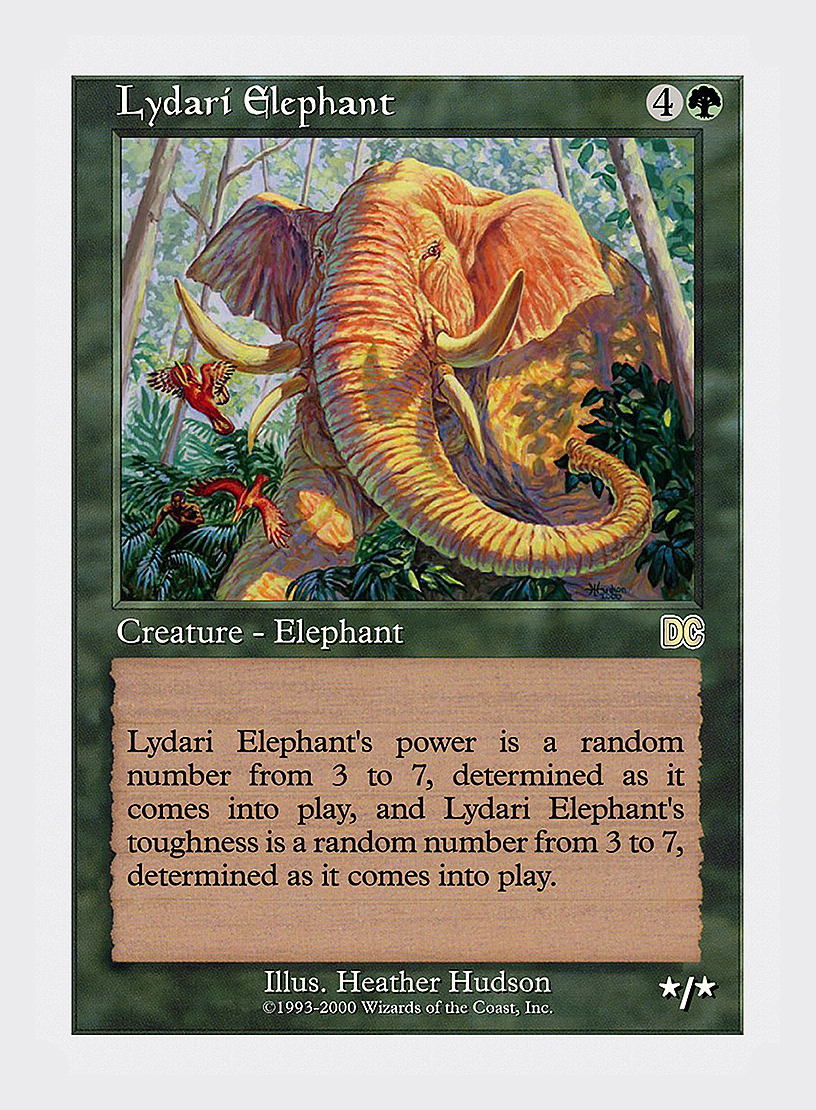 Lydari Elephant
4
Creature - Elephant
DC
Lydari Elephant's power is a random
number from 3 to 7, determined as it
comes into play, and Lydari Elephant's
toughness is a random number from 3 to 7,
determined as it comes into play.
Illus. Heather Hudson
©1993-2000 Wizards of the Coast, Inc.
*/*